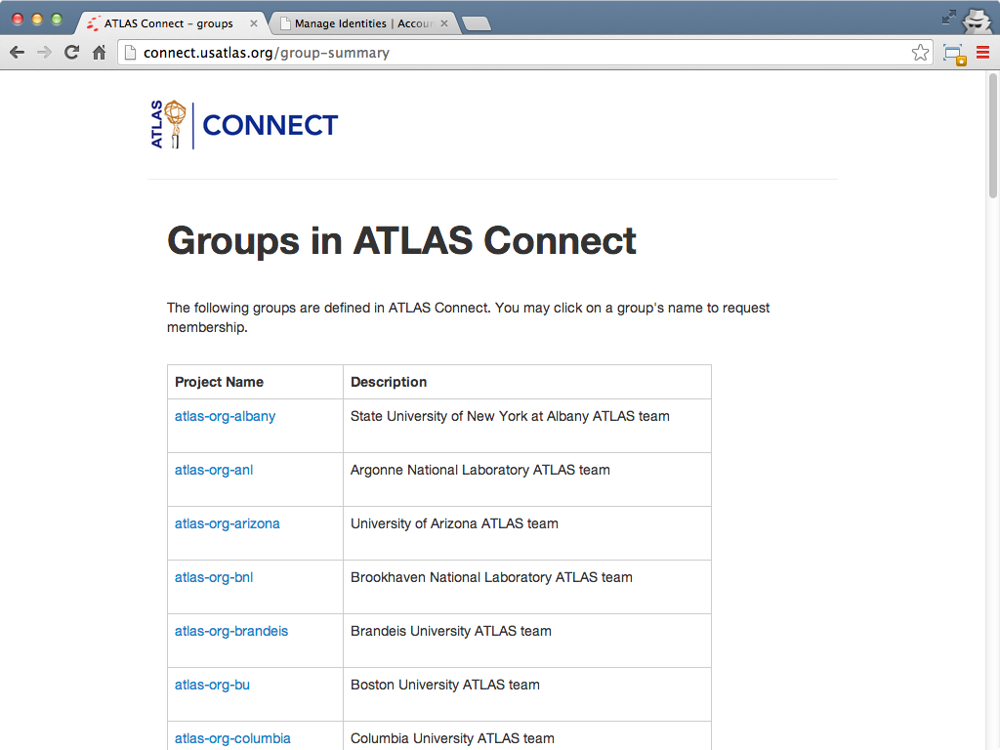 ATLAS Connect – groups
Manage Identities | Accou
connect.usatlas.org/group-summary
ATLAS
CONNECT
Groups in ATLAS Connect
The following groups are defined in ATLAS Connect. You may click on a group's name to request
membership.
Project Name Description
atlas-org-albany State University of New York at Albany ATLAS team
atlas-org-anl Argonne National Laboratory ATLAS team
atlas-org-arizona University of Arizona ATLAS team
atlas-org-bnl Brookhaven National Laboratory ATLAS team
atlas-org-brandeis Brandeis University ATLAS team
atlas-org-bu Boston University ATLAS team
atlas-org-columbia Columbia University ATLAS team